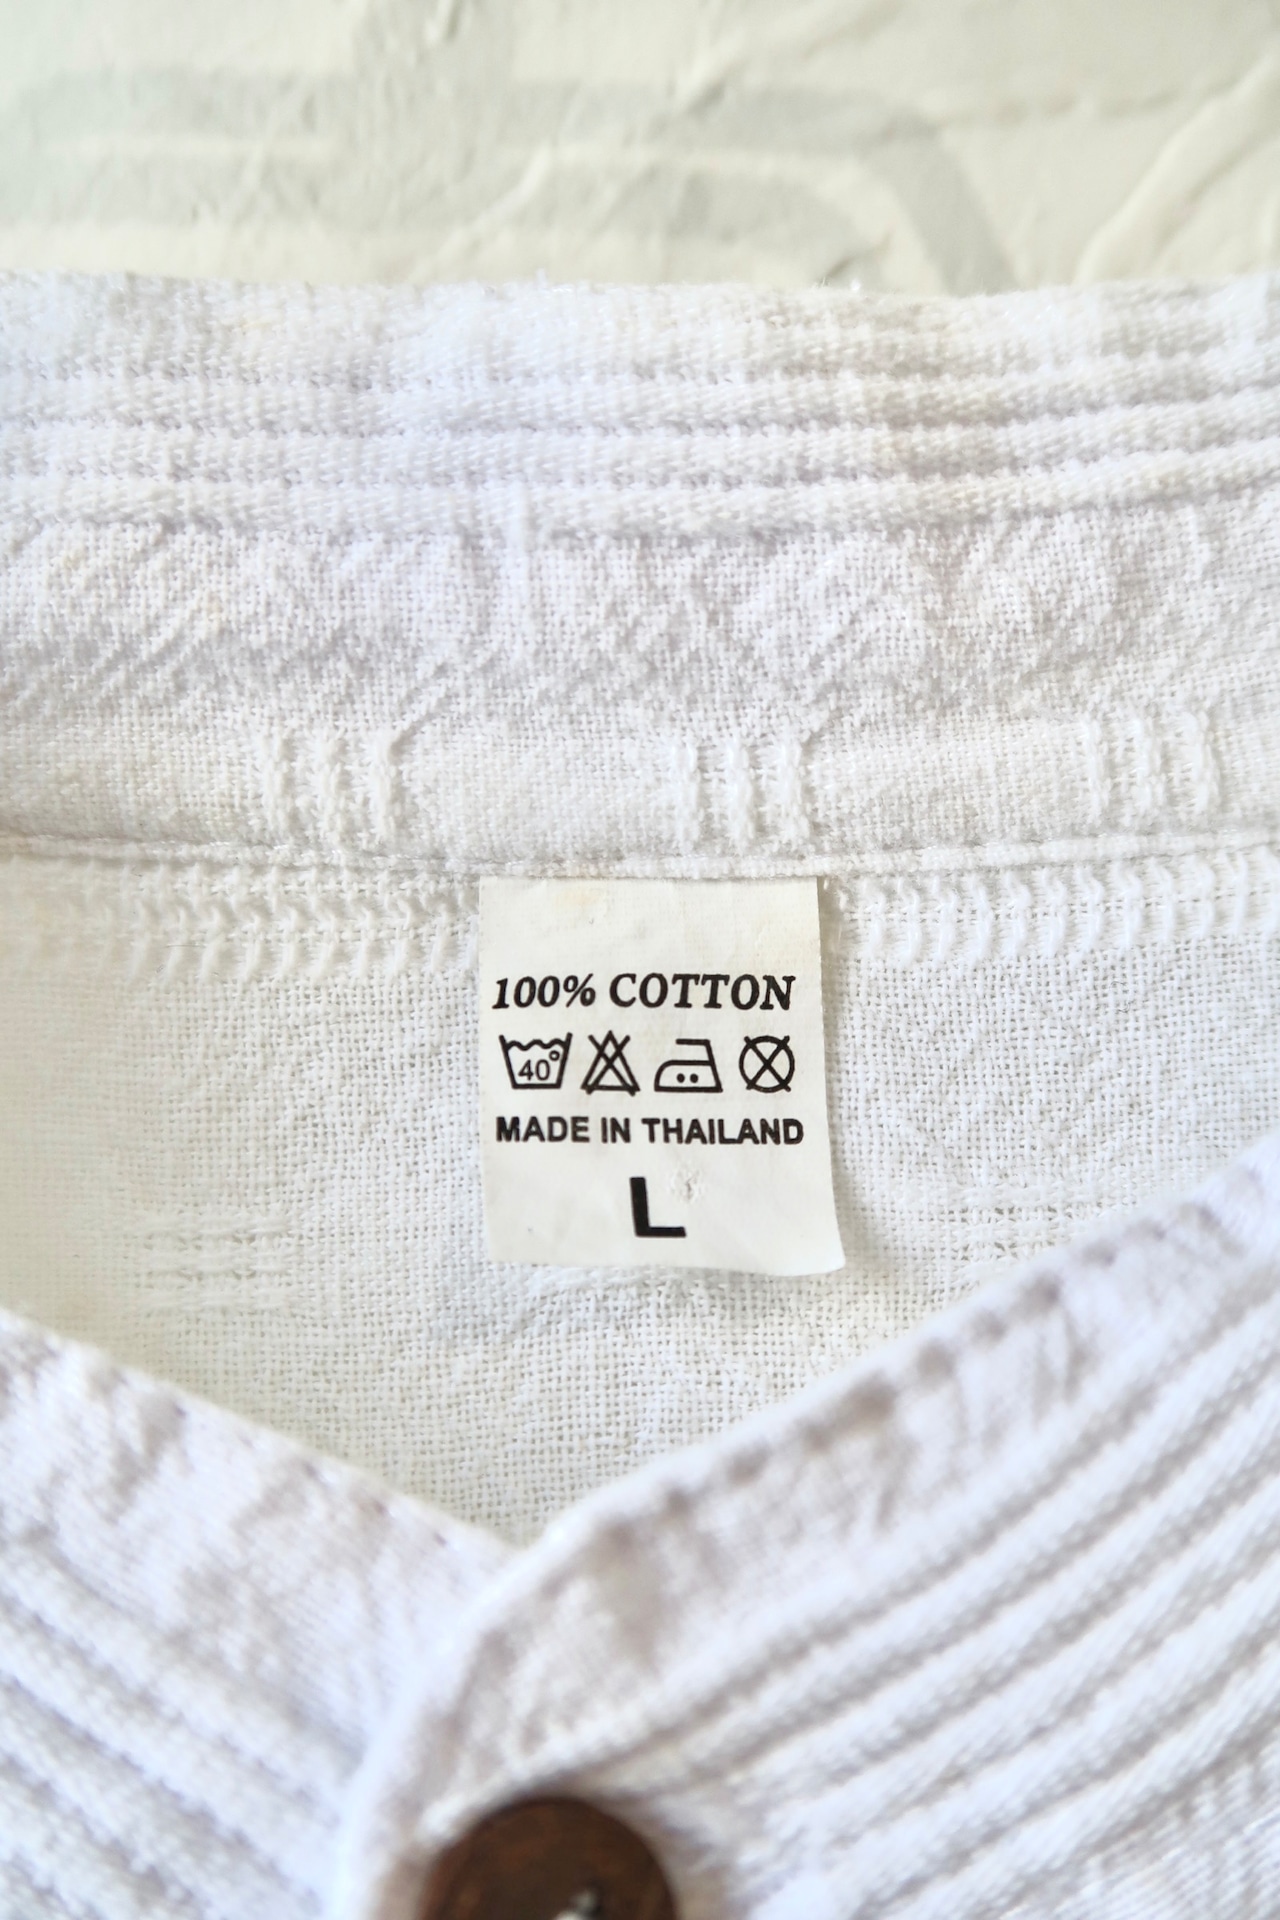 100% COTTON
40°
MADE IN THAILAND
L